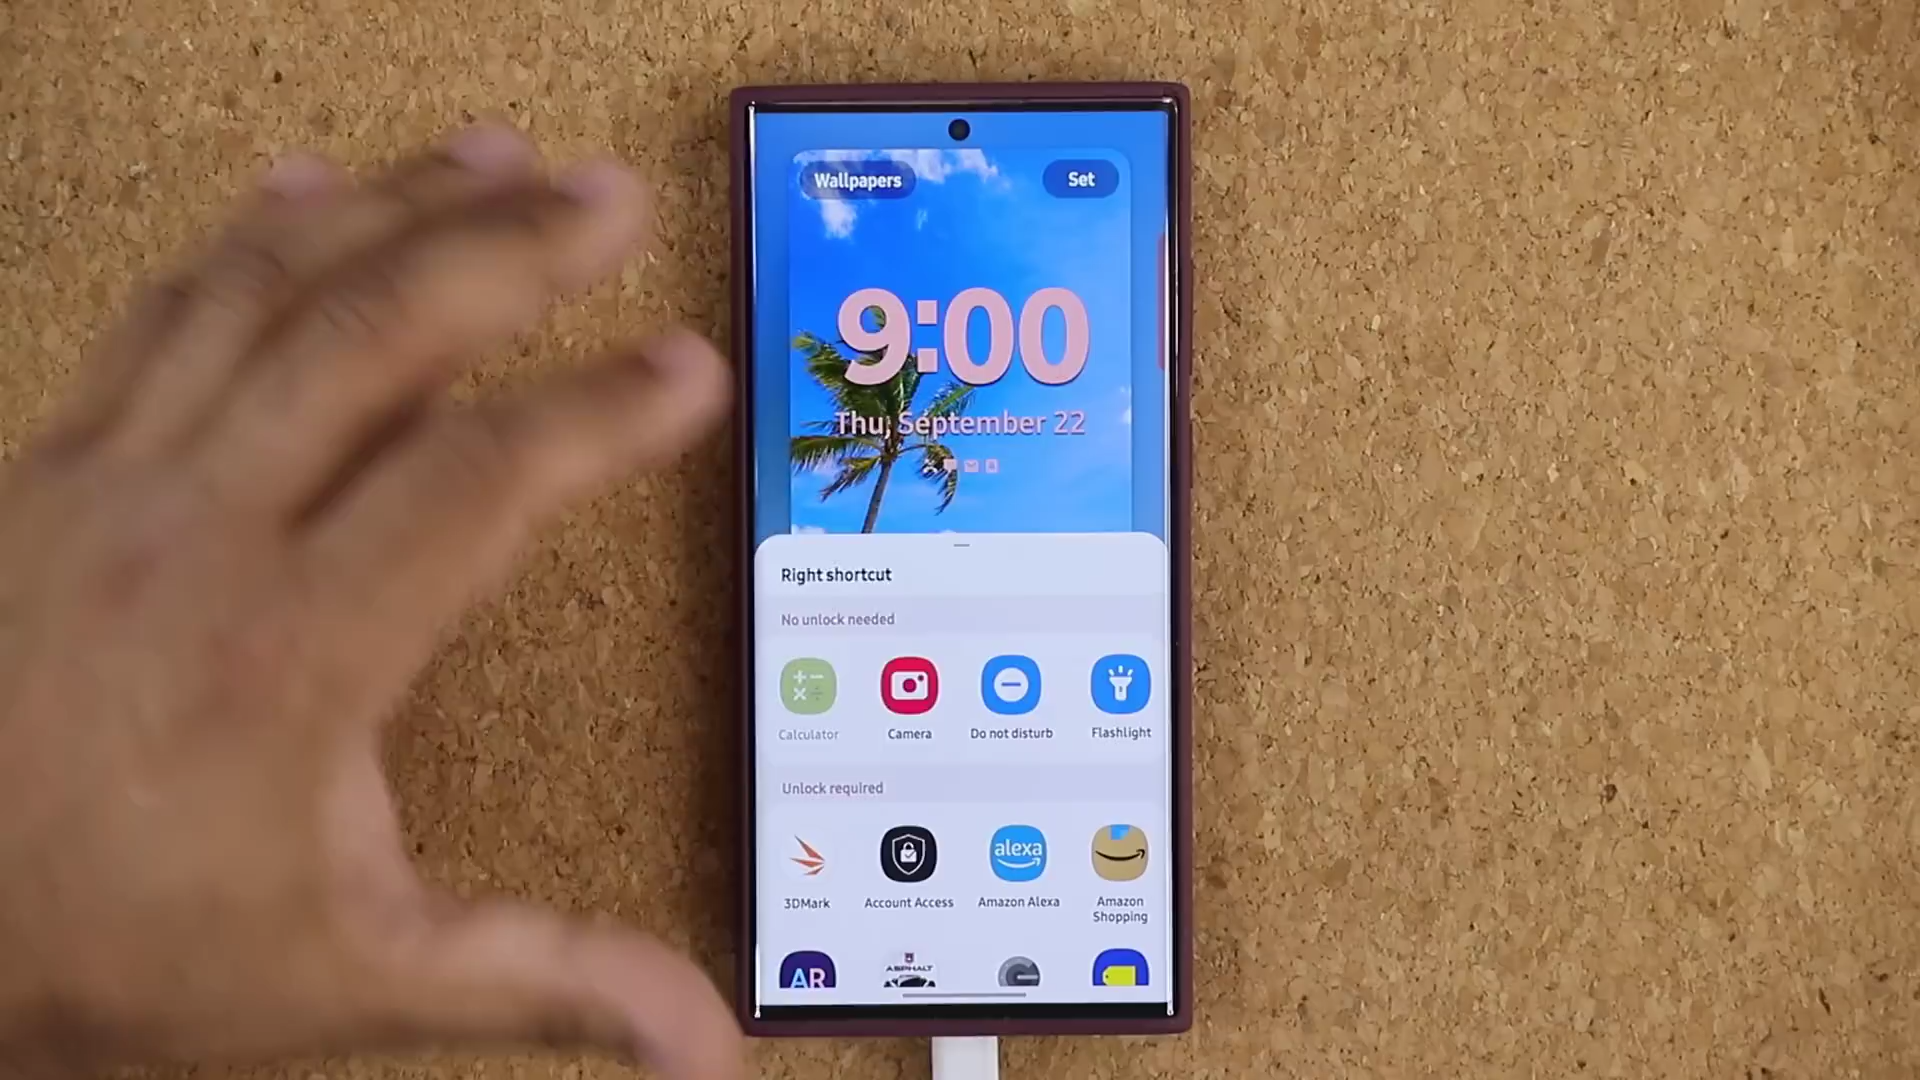 Wallpapers
Set
9:00
Thu, September 22
Right shortcut
No unlock needed
Calculator
Camera
Do not disturb
Flashlight
Unlock required
alexa
3DMark
Account Access
Amazon Alexa
Amazon
Shopping
AR
ASPHALT